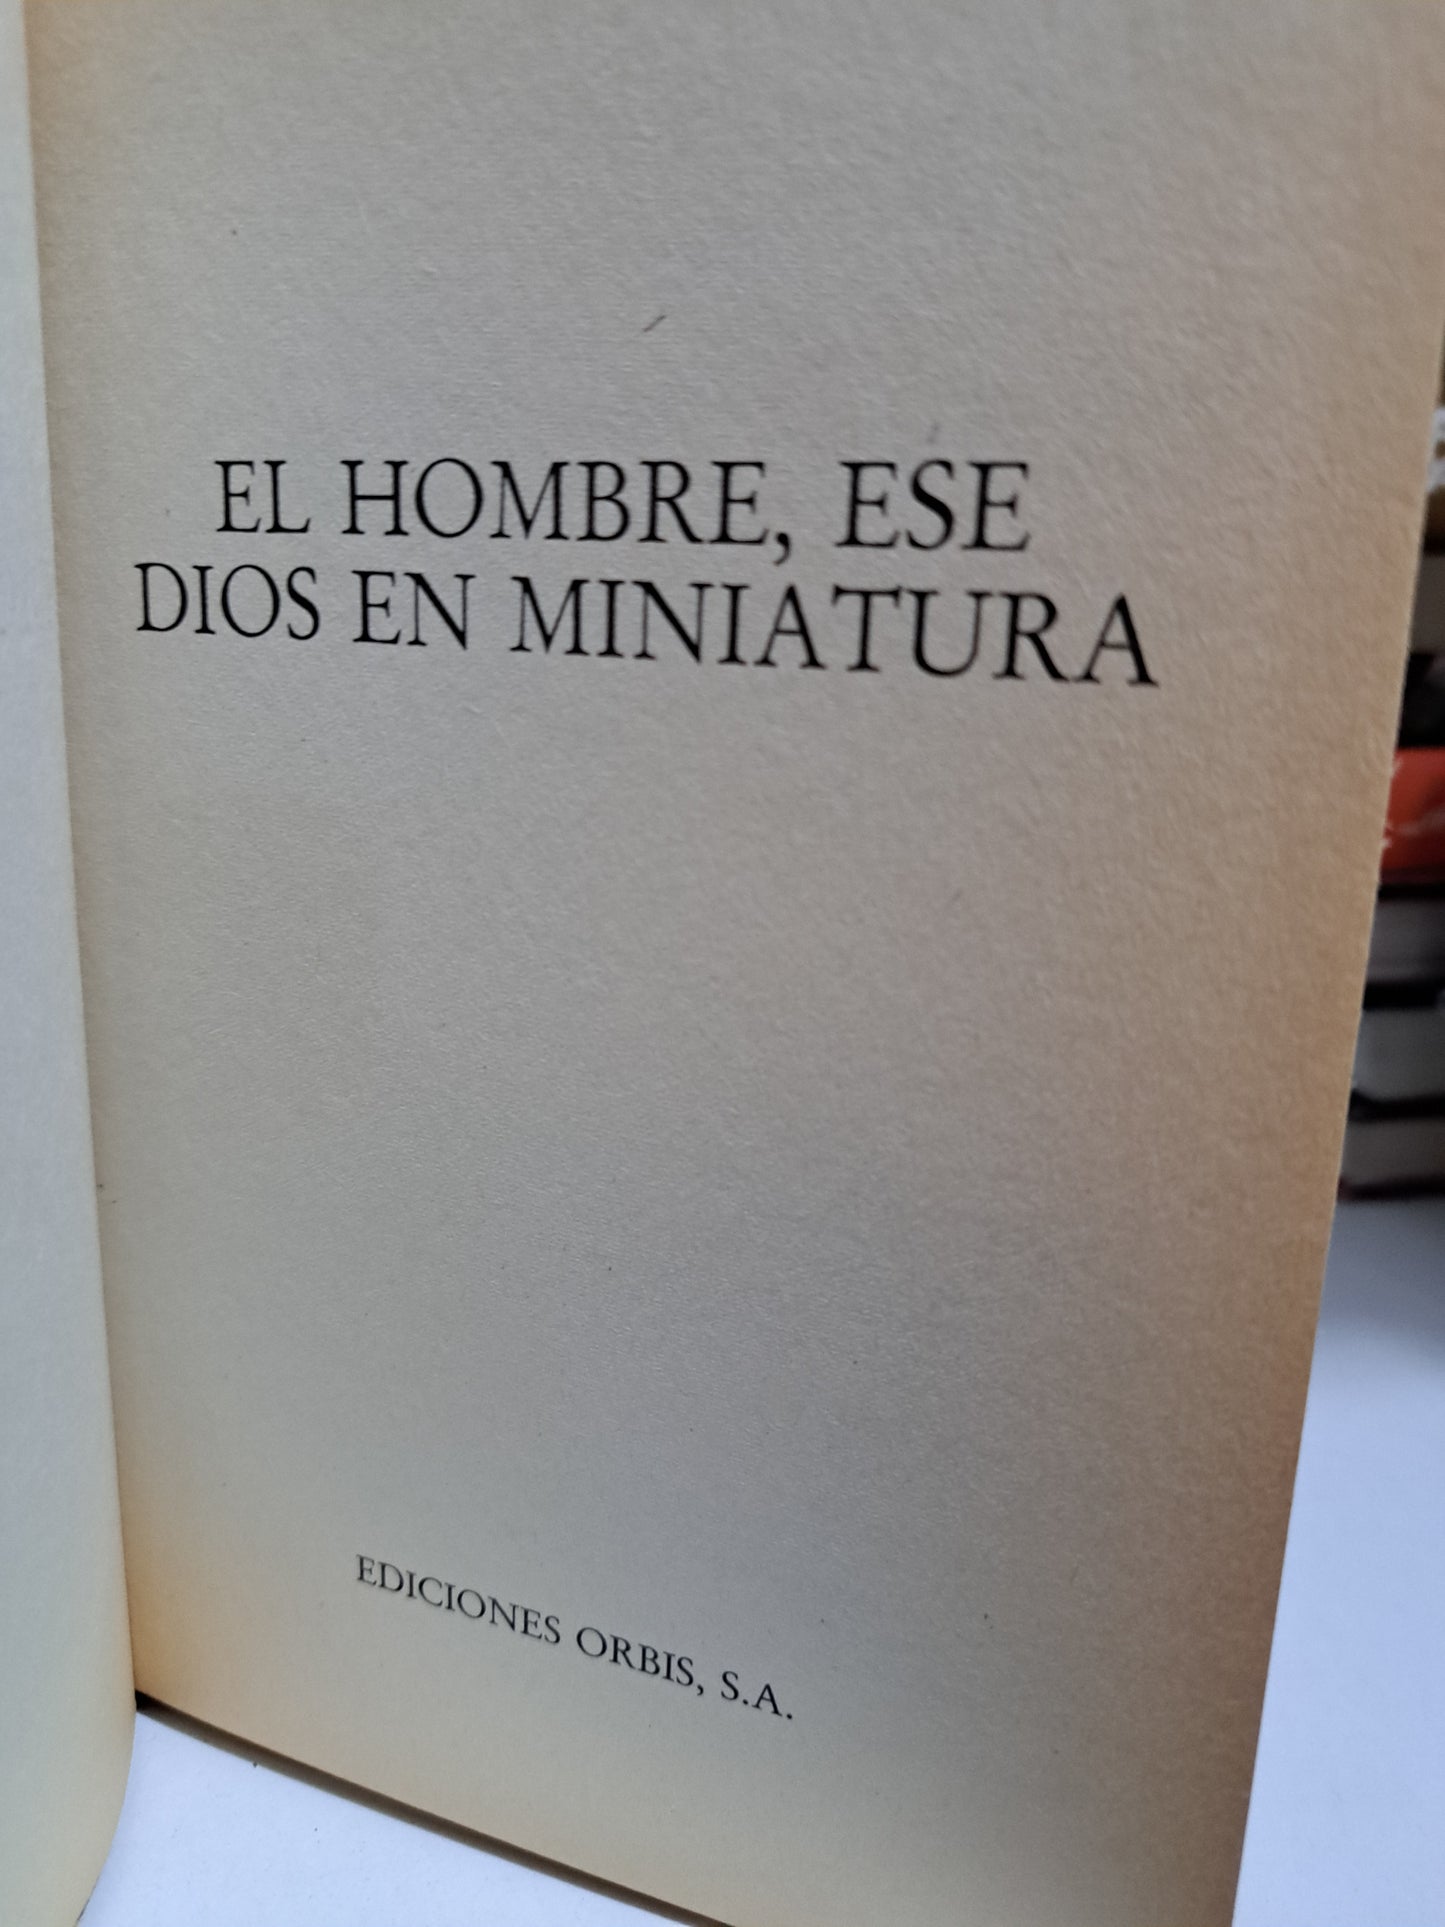 EL HOMBRE, ESE
DIOS EN MINIATURA
EDICIONES ORBIS, S.A.